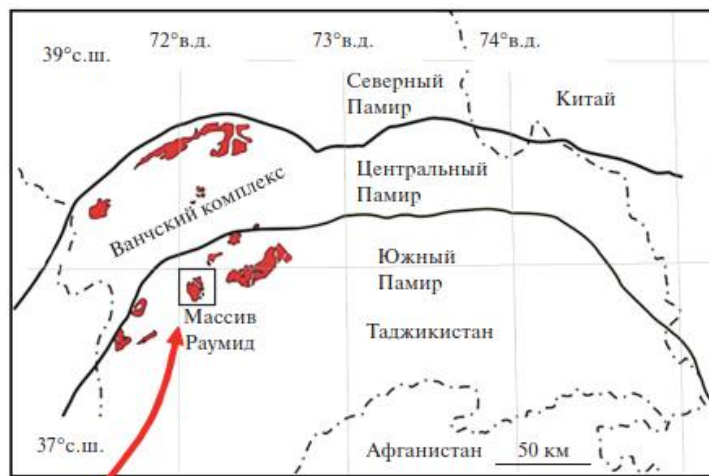 72°в.д.
73°в.д.
74°в.д.
39°с.ш.
Северный
Памир
Китай
Центральный
Памир
Ванчский комплекс
Южный
Памир
Массив
Раумид
Таджикистан
37°с.ш.
Афганистан
50 км